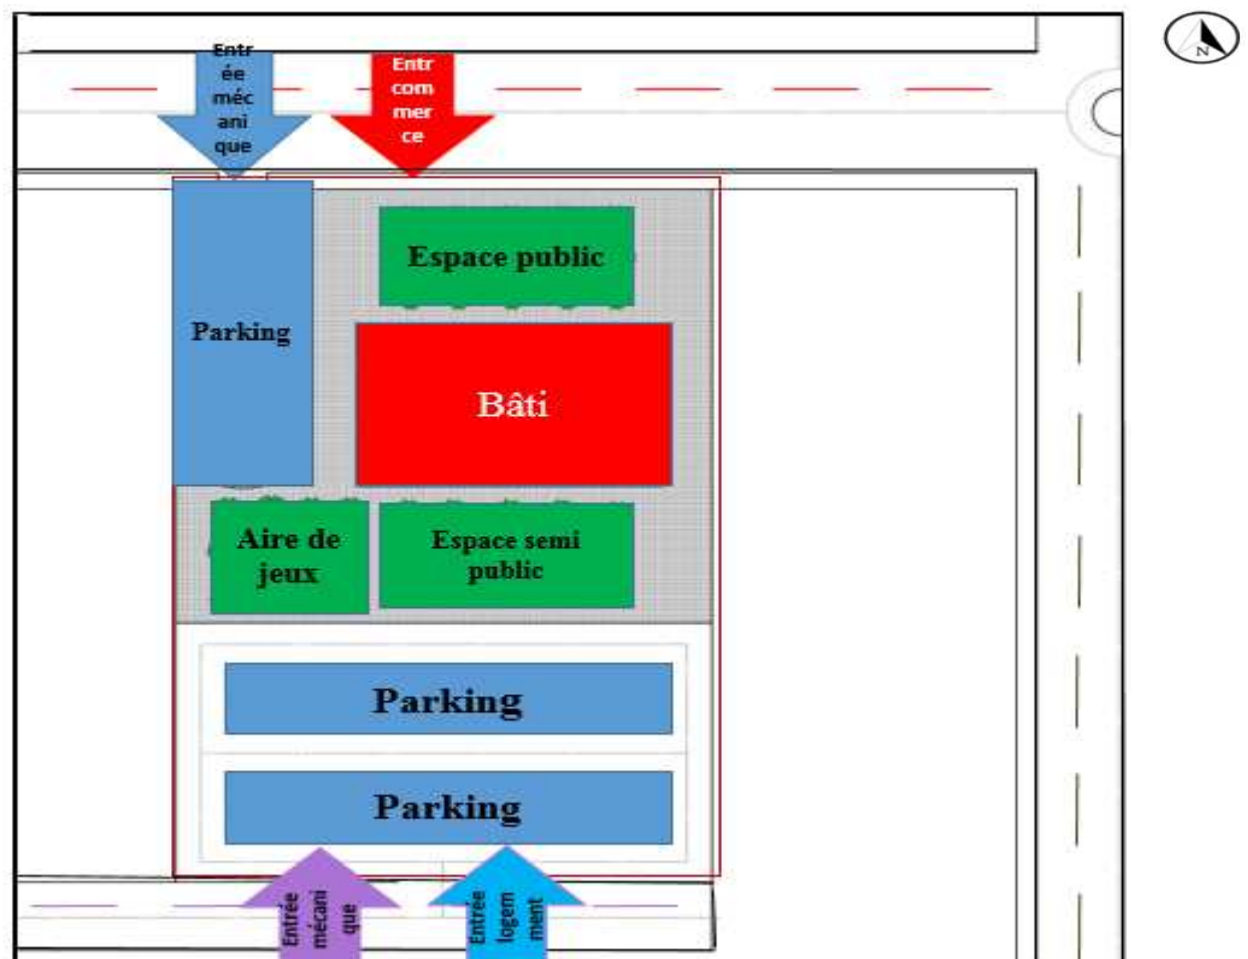 Entr
ée
méc
ani
que
Entr
com
mer
ce
N
Espace public
Parking
Bâti
Aire de
jeux
Espace semi
public
Parking
Parking
Entrée
mécani
que
Entrée
logem
ment